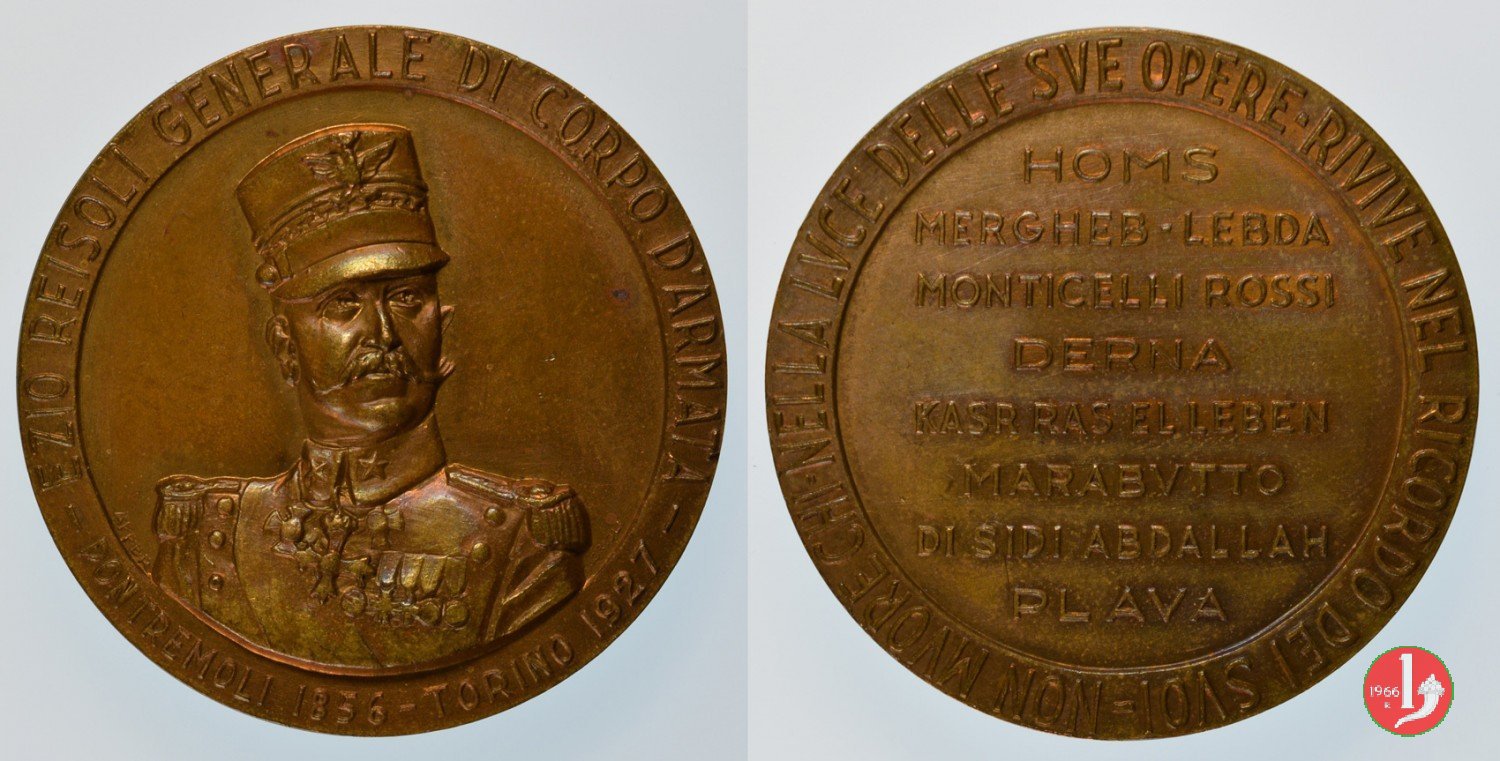 EZIO REISOLI GENERALE DI CORPO D'ARMATA
PONTREMOLI 1856 - TORINO 1927
NON MVORE CHI NELLA LVCE DELLE SVE OPERE · RIVIVE NEL RICORDO DEI SVOI
HOMS
MERGHEB · LEBDA
MONTICELLI ROSSI
DERNA
KASR RAS EL LEBEN
MARABVTTO
DI SIDI ABDALLAH
PLAVA
1966